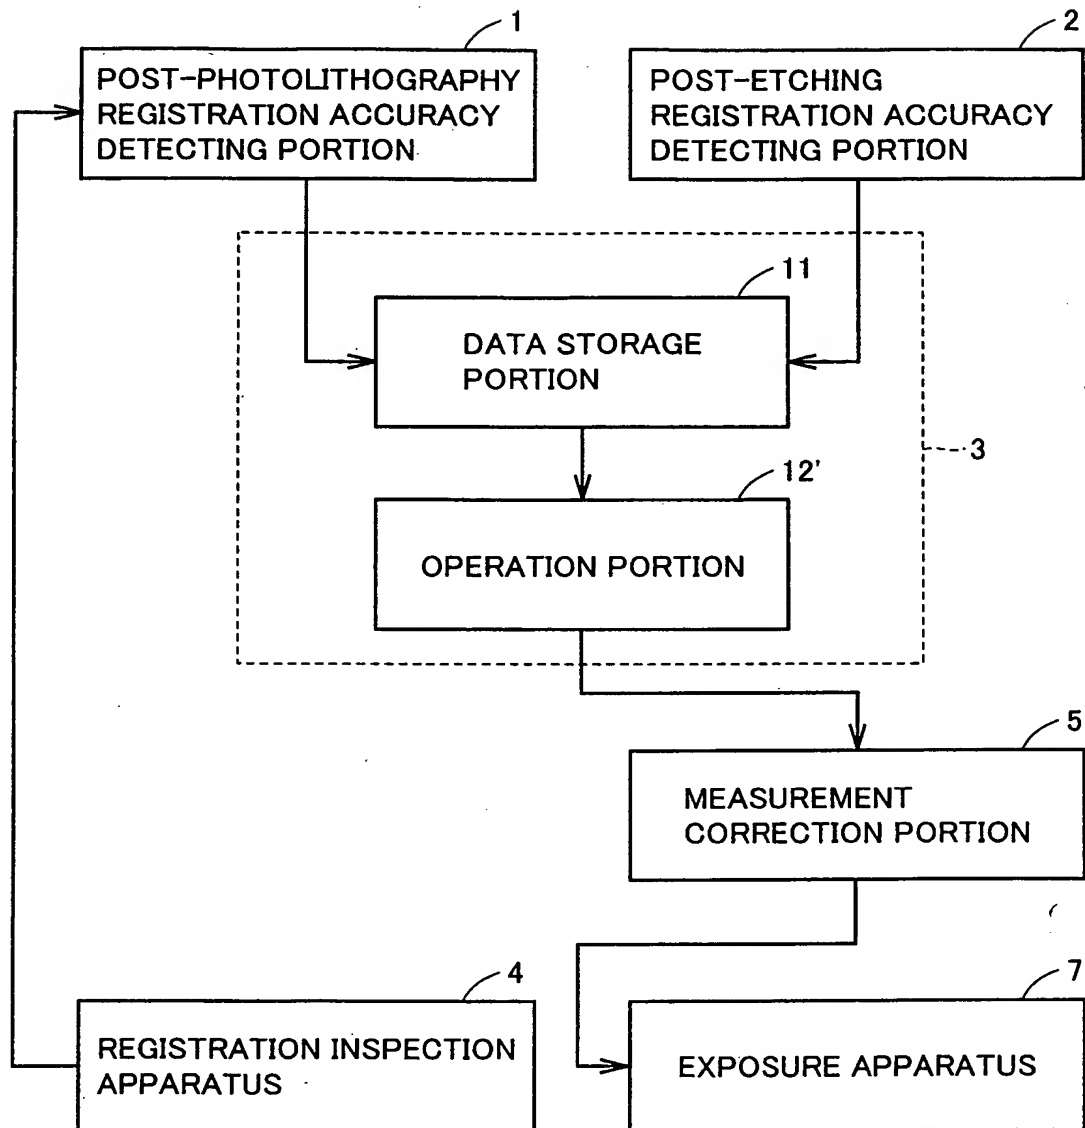 1
POST-PHOTOLITHOGRAPHY
REGISTRATION ACCURACY
DETECTING PORTION
2
POST-ETCHING
REGISTRATION ACCURACY
DETECTING PORTION
11
DATA STORAGE
PORTION
3
12'
OPERATION PORTION
5
MEASUREMENT
CORRECTION PORTION
4
REGISTRATION INSPECTION
APPARATUS
7
EXPOSURE APPARATUS